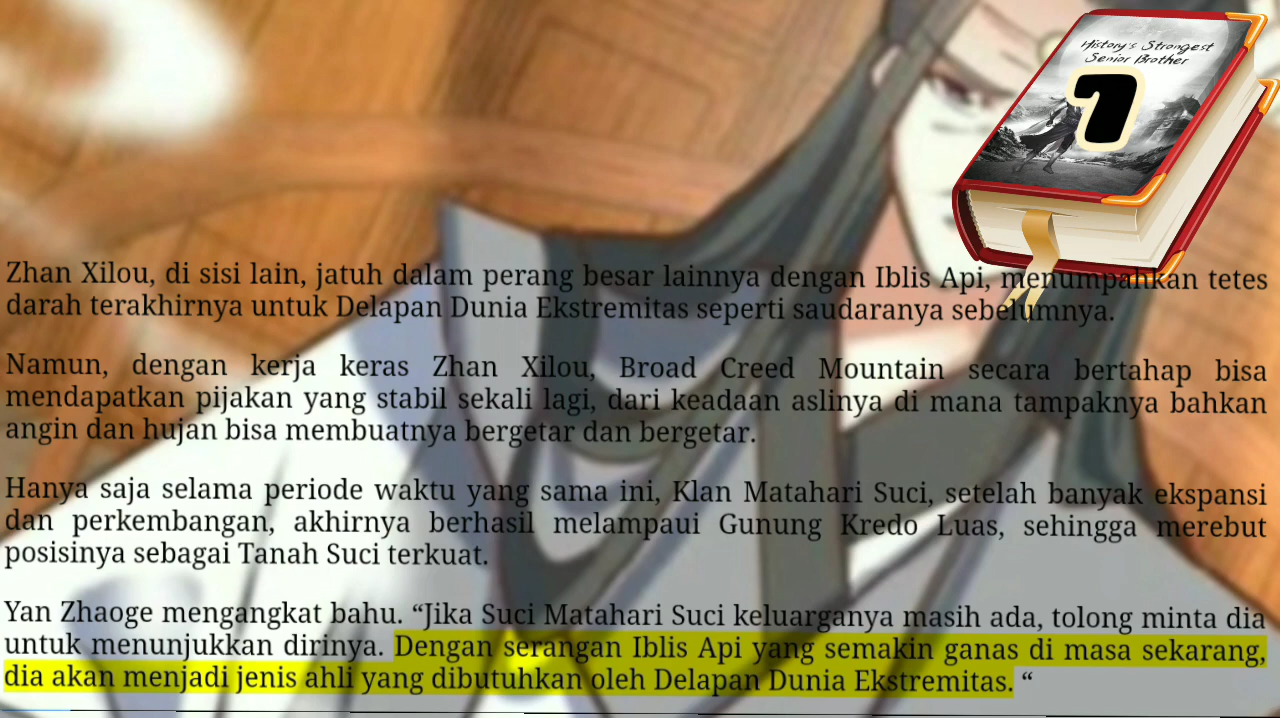 History's Strongest
Senior Brother
7
Zhan Xilou, di sisi lain, jatuh dalam perang besar lainnya dengan Iblis Api, menumpahkan tetes
darah terakhirnya untuk Delapan Dunia Ekstremitas seperti saudaranya sebelumnya.
Namun, dengan kerja keras Zhan Xilou, Broad Creed Mountain secara bertahap bisa
mendapatkan pijakan yang stabil sekali lagi, dari keadaan aslinya di mana tampaknya bahkan
angin dan hujan bisa membuatnya bergetar dan bergetar.
Hanya saja selama periode waktu yang sama ini, Klan Matahari Suci, setelah banyak ekspansi
dan perkembangan, akhirnya berhasil melampaui Gunung Kredo Luas, sehingga merebut
posisinya sebagai Tanah Suci terkuat.
Yan Zhaoge mengangkat bahu. “Jika Suci Matahari Suci keluarganya masih ada, tolong minta dia
untuk menunjukkan dirinya. Dengan serangan Iblis Api yang semakin ganas di masa sekarang,
dia akan menjadi jenis ahli yang dibutuhkan oleh Delapan Dunia Ekstremitas. “